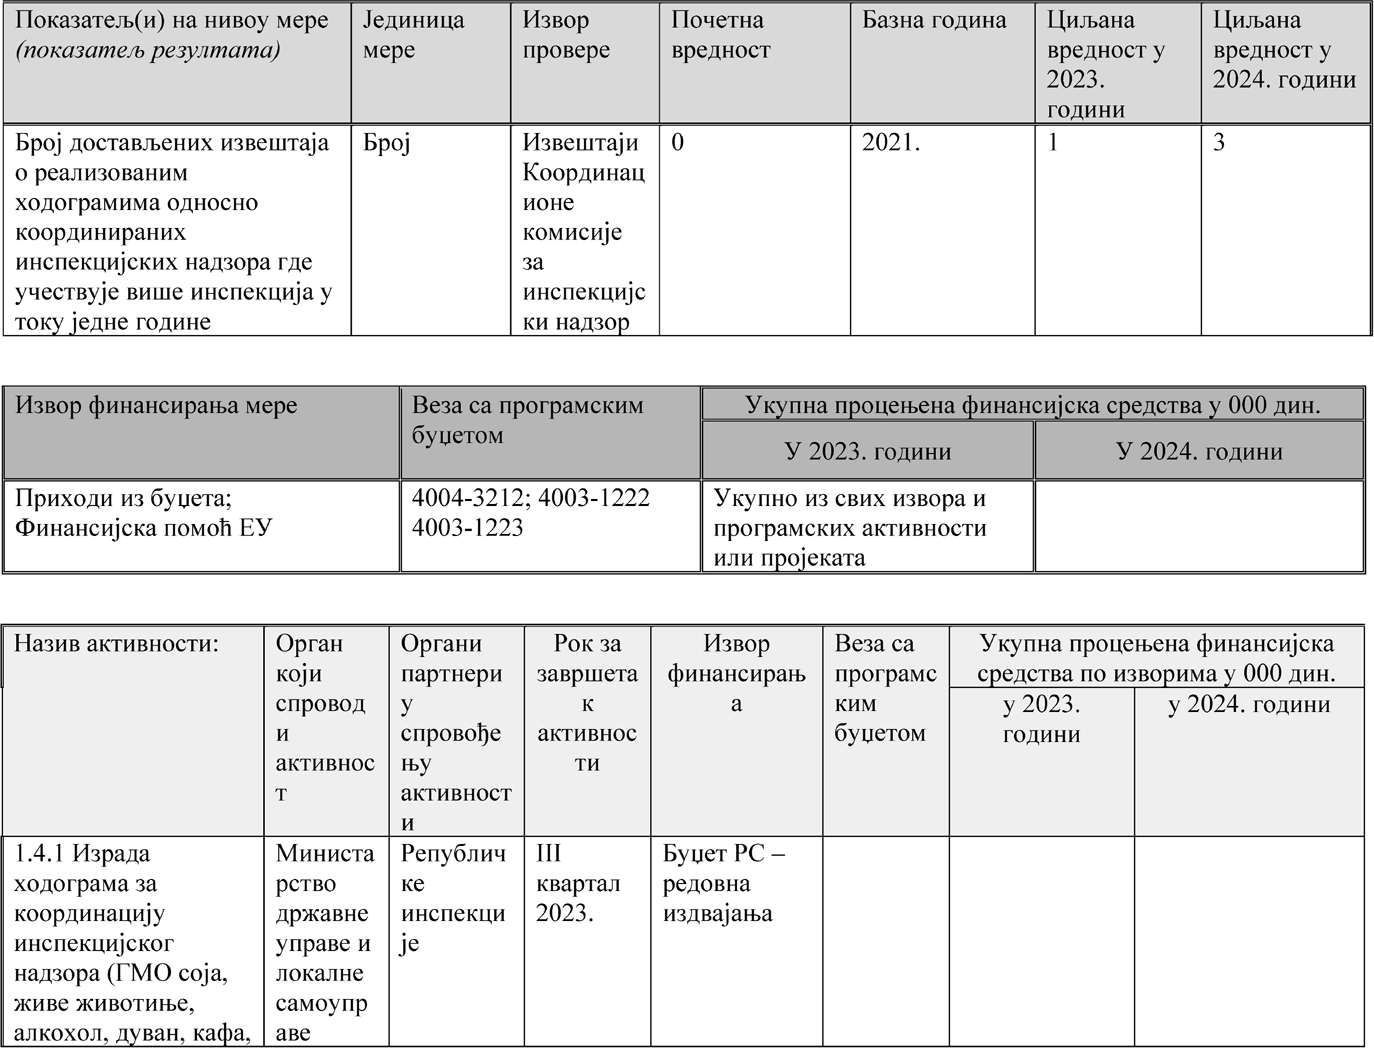 Показатељ(и) на нивоу мере
(показатељ резултата)
Јединица
мере
Извор
провере
Почетна
вредност
Базна година
Циљана
вредност у
2023.
години
Циљана
вредност у
2024. години
Број достављених извештаја
о реализованим
ходограмима односно
координираних
инспекцијских надзора где
учествује више инспекција у
току једне године
Број
Извештаји
Координац
ионе
комисије
за
инспекцијс
ки надзор
0
2021.
1
3
Извор финансирања мере
Веза са програмским
буџетом
Укупна процењена финансијска средства у 000 дин.
У 2023. години
У 2024. години
Приходи из буџета;
Финансијска помоћ ЕУ
4004-3212; 4003-1222
4003-1223
Укупно из свих извора и
програмских активности
или пројеката
Назив активности:
Орган
који
спровод
и
активнос
т
Органи
партнери
у
спровође
њу
активност
и
Рок за
завршета
к
активнос
ти
Извор
финансирањ
а
Веза са
програмс
ким
буџетом
Укупна процењена финансијска
средства по изворима у 000 дин.
у 2023.
години
у 2024. години
1.4.1 Израда
ходограма за
координацију
инспекцијског
надзора (ГМО соја,
живе животиње,
алкохол, дуван, кафа,
Министа
рство
државне
управе и
локалне
самоупр
аве
Републич
ке
инспекци
је
III
квартал
2023.
Буџет РС –
редовна
издвајања